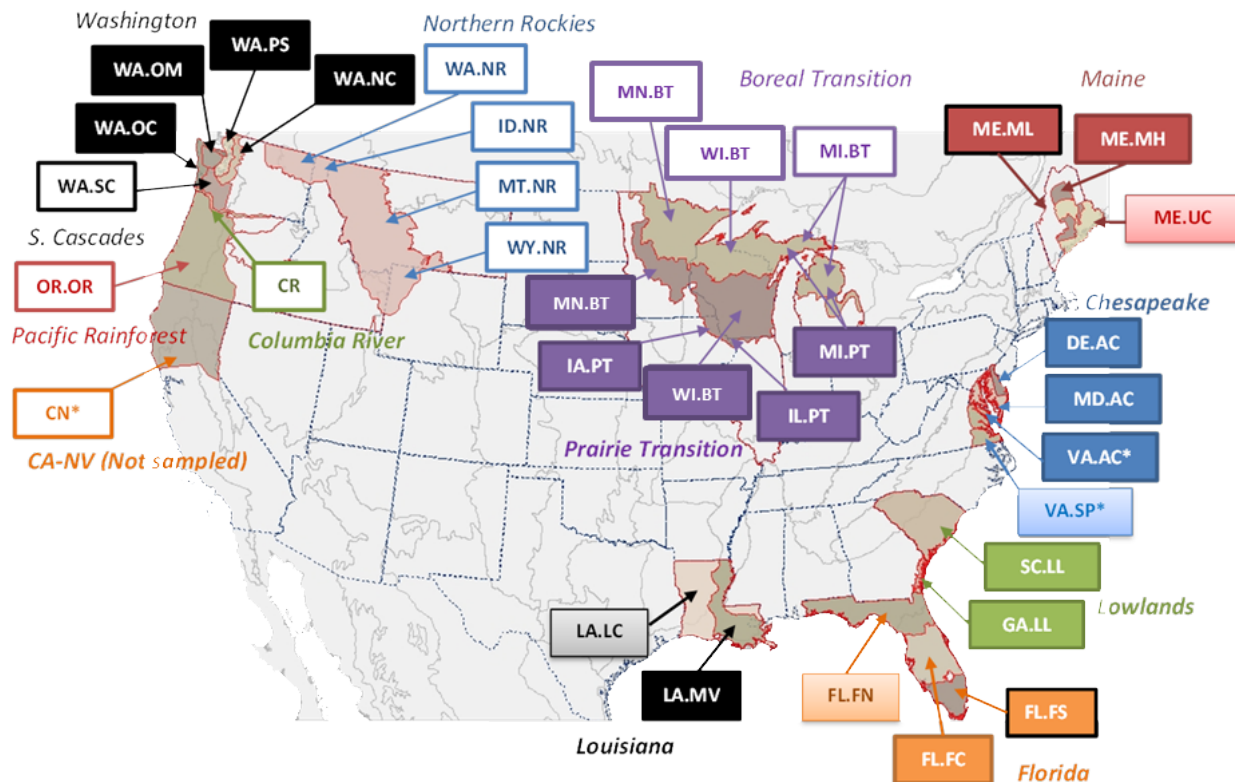 Washington
Northern Rockies
WA.PS
WA.OM
WA.NC
WA.NR
Boreal Transition
Maine
MN.BT
WA.OC
ID.NR
WI.BT
MI.BT
ME.ML
ME.MH
WA.SC
MT.NR
ME.UC
S. Cascades
WY.NR
OR.OR
CR
MN.BT
Chesapeake
Pacific Rainforest
Columbia River
IA.PT
MI.PT
DE.AC
CN*
WI.BT
IL.PT
MD.AC
CA-NV (Not sampled)
Prairie Transition
VA.AC*
VA.SP*
SC.LL
Lowlands
LA.LC
GA.LL
LA.MV
FL.FN
FL.FS
Louisiana
FL.FC
Florida